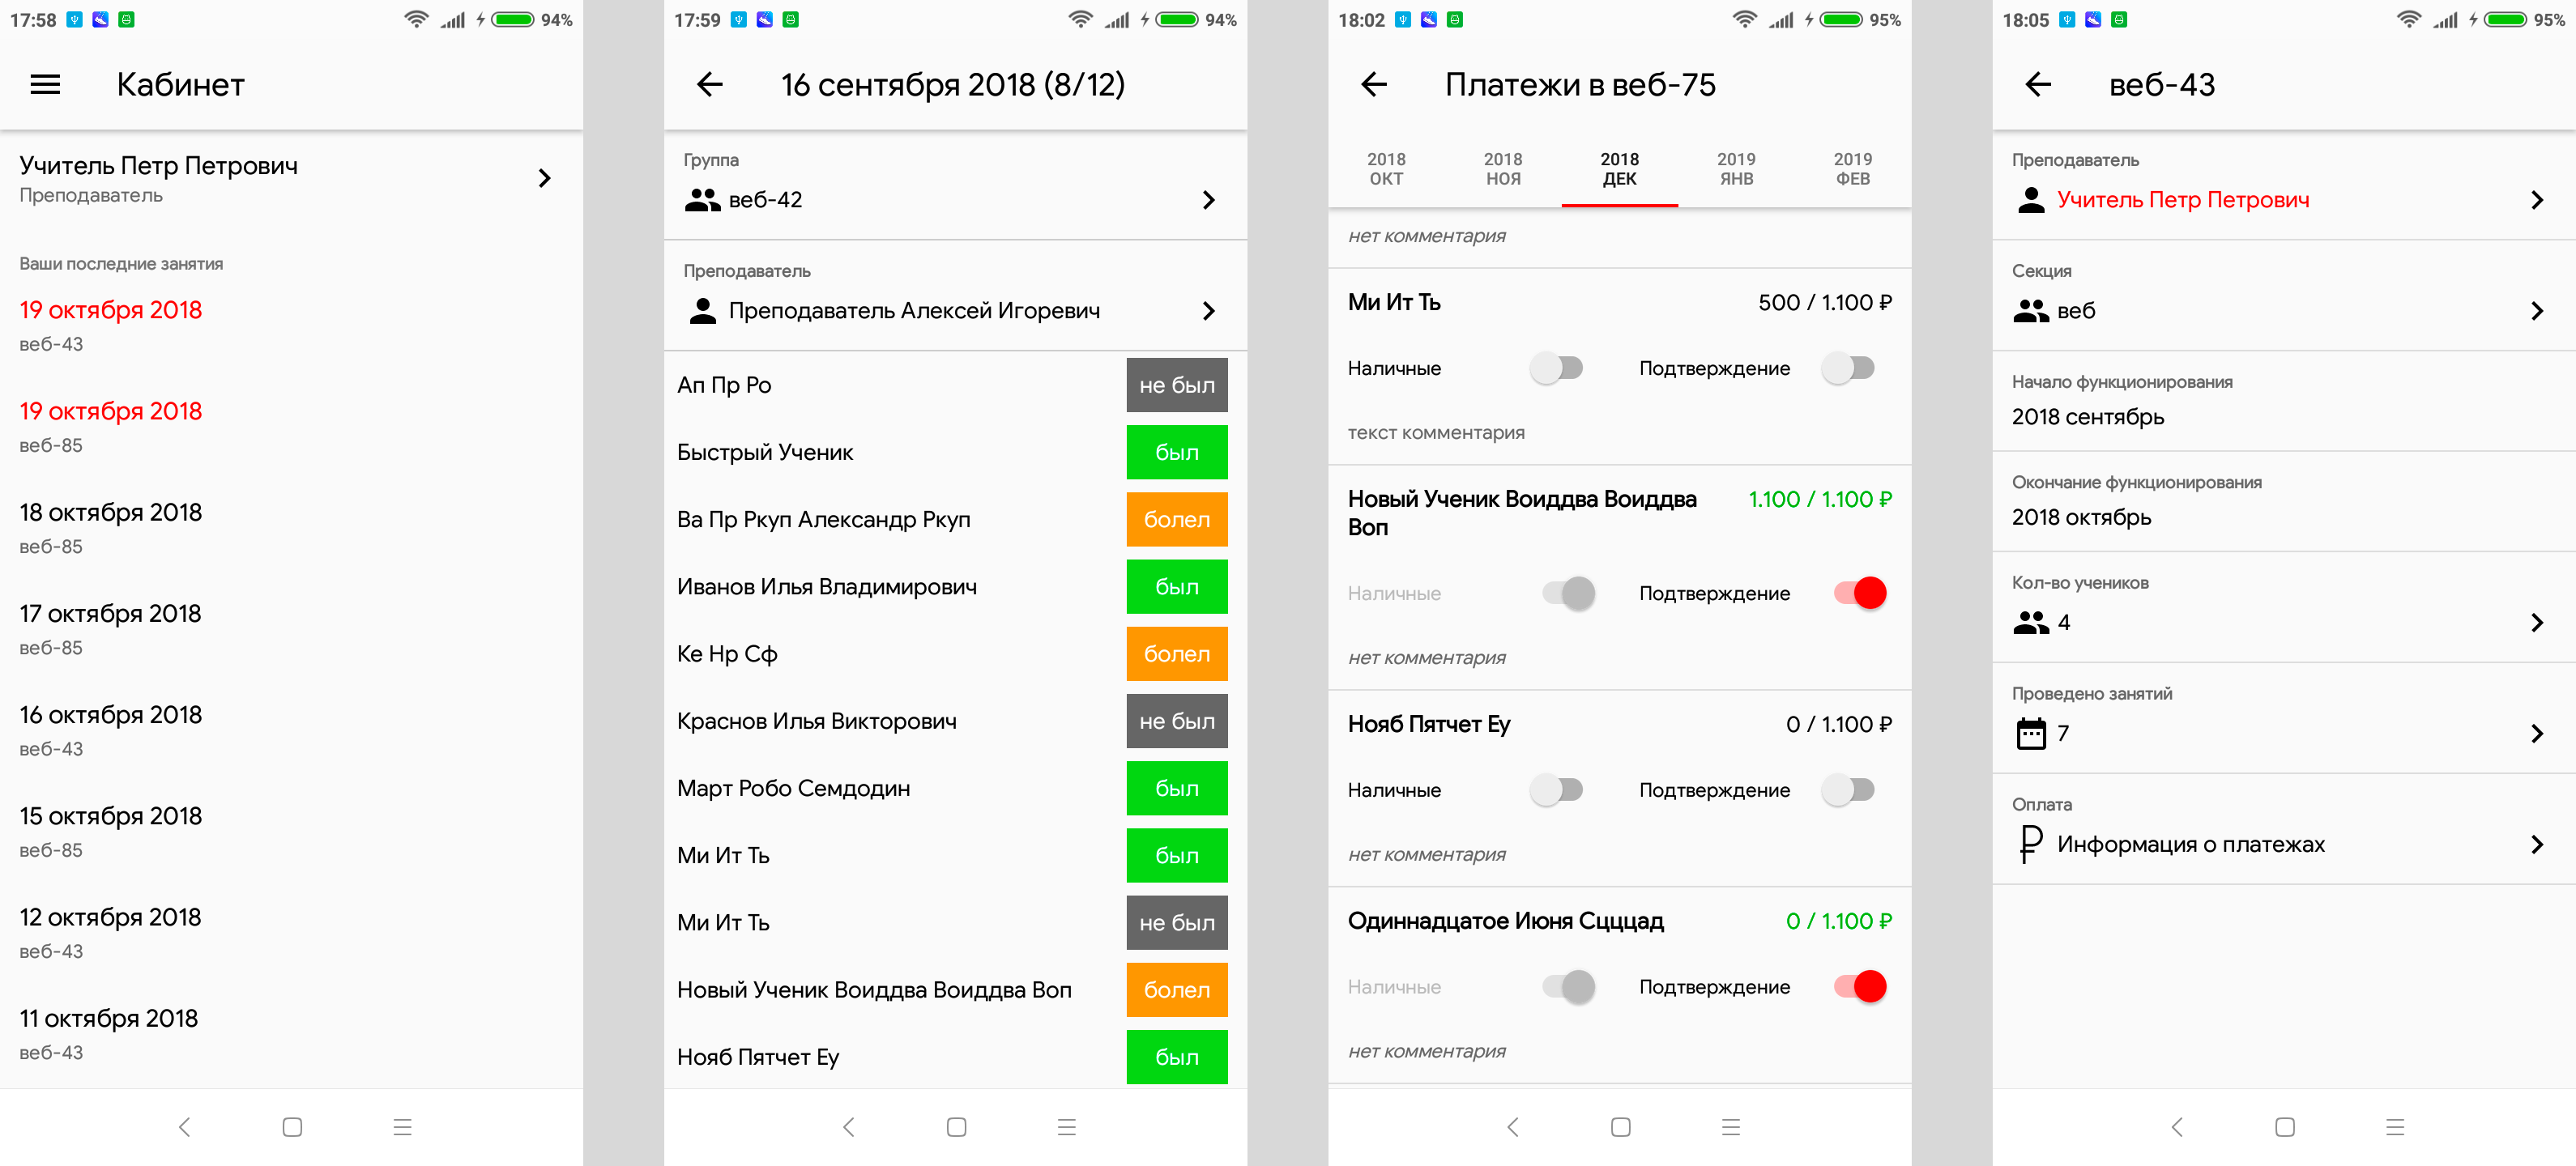 17:58
94%
Кабинет
Учитель Петр Петрович
Преподаватель
Ваши последние занятия
19 октября 2018
веб-43
19 октября 2018
веб-85
18 октября 2018
веб-85
17 октября 2018
веб-85
16 октября 2018
веб-43
15 октября 2018
веб-85
12 октября 2018
веб-43
11 октября 2018
веб-43
17:59
94%
16 сентября 2018 (8/12)
Группа
веб-42
Преподаватель
Преподаватель Алексей Игоревич
Ап Пр Ро не был
Быстрый Ученик был
Ва Пр Ркуп Александр Ркуп болел
Иванов Илья Владимирович был
Ке Нр Сф болел
Краснов Илья Викторович не был
Март Робо Семдодин был
Ми Ит Ть был
Ми Ит Ть не был
Новый Ученик Воиддва Воиддва Воп болел
Нояб Пятчет Еу был
18:02
95%
Платежи в веб-75
2018 2018 2018 2019 2019
ОКТ НОЯ ДЕК ЯНВ ФЕВ
нет комментария
Ми Ит Ть 500 / 1.100 ₽
Наличные Подтверждение
текст комментария
Новый Ученик Воиддва Воиддва 1.100 / 1.100 ₽
Воп
Наличные Подтверждение
нет комментария
Нояб Пятчет Еу 0 / 1.100 ₽
Наличные Подтверждение
нет комментария
Одиннадцатое Июня Сцццад 0 / 1.100 ₽
Наличные Подтверждение
нет комментария
18:05
95%
веб-43
Преподаватель
Учитель Петр Петрович
Секция
веб
Начало функционирования
2018 сентябрь
Окончание функционирования
2018 октябрь
Кол-во учеников
4
Проведено занятий
7
Оплата
₽ Информация о платежах